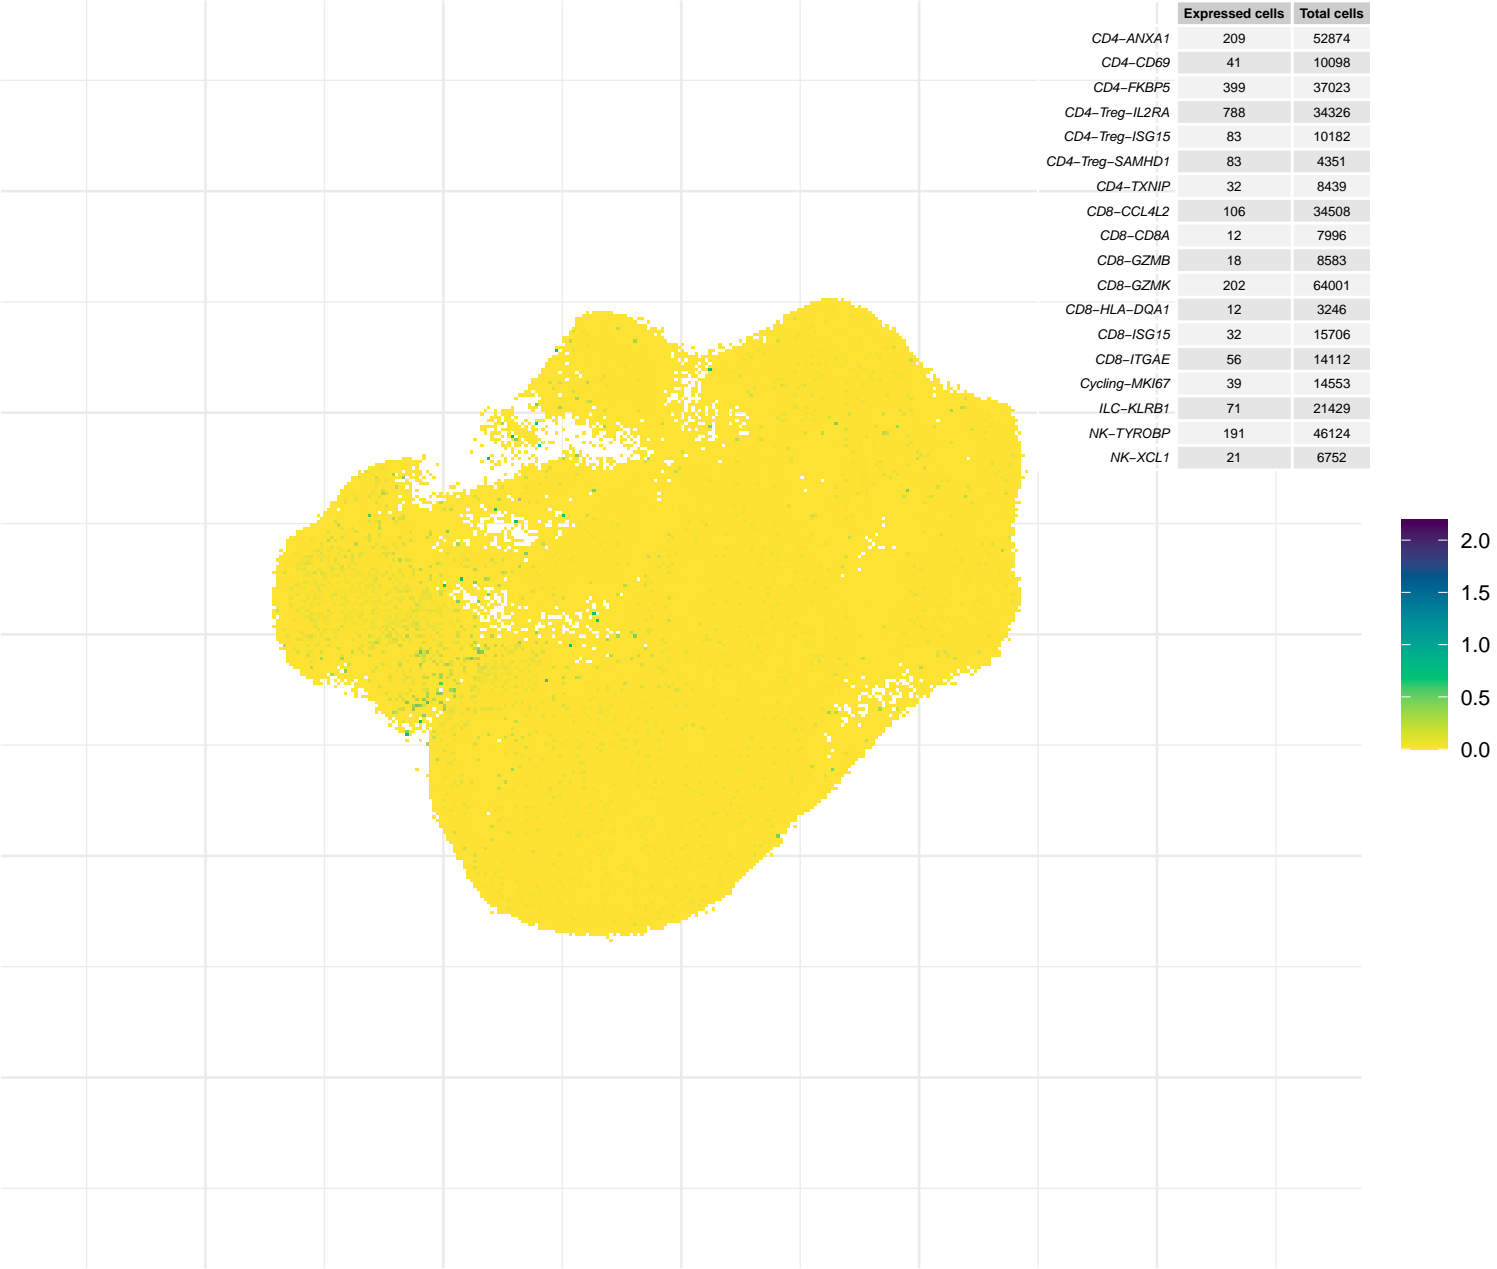 Expressed cells Total cells
CD4−ANXA1 209 52874
CD4−CD69 41 10098
CD4−FKBP5 399 37023
CD4−Treg−IL2RA 788 34326
CD4−Treg−ISG15 83 10182
CD4−Treg−SAMHD1 83 4351
CD4−TXNIP 32 8439
CD8−CCL4L2 106 34508
CD8−CD8A 12 7996
CD8−GZMB 18 8583
CD8−GZMK 202 64001
CD8−HLA−DQA1 12 3246
CD8−ISG15 32 15706
CD8−ITGAE 56 14112
Cycling−MKI67 39 14553
ILC−KLRB1 71 21429
NK−TYROBP 191 46124
NK−XCL1 21 6752
2.0
1.5
1.0
0.5
0.0